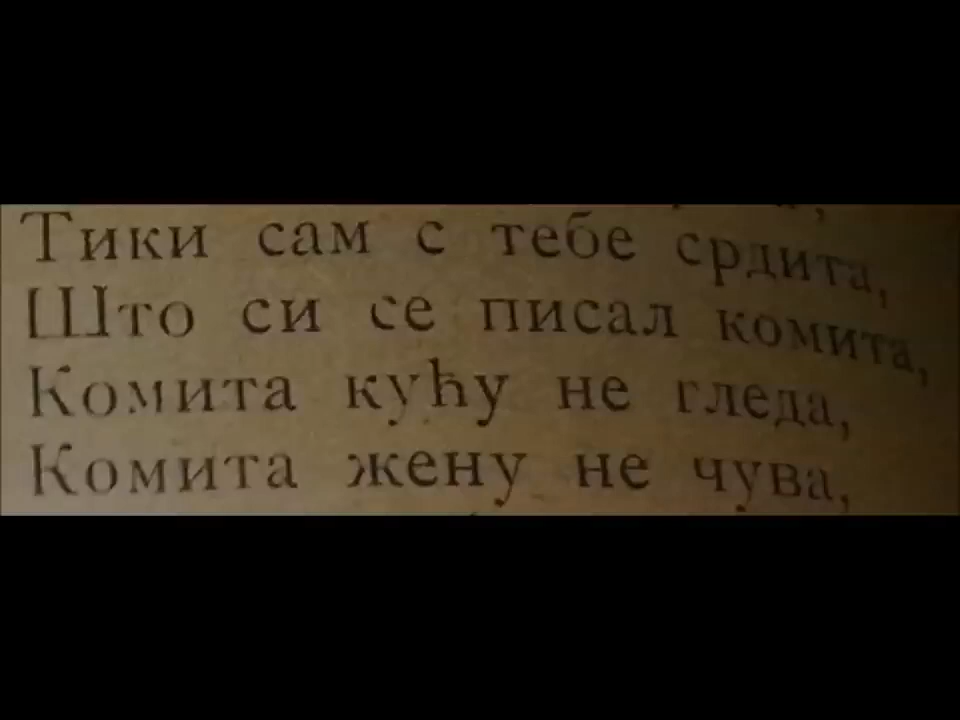 Тики сам с тебе срдита,
Што си се писал комита,
Комита кућу не гледа,
Комита жену не чува,